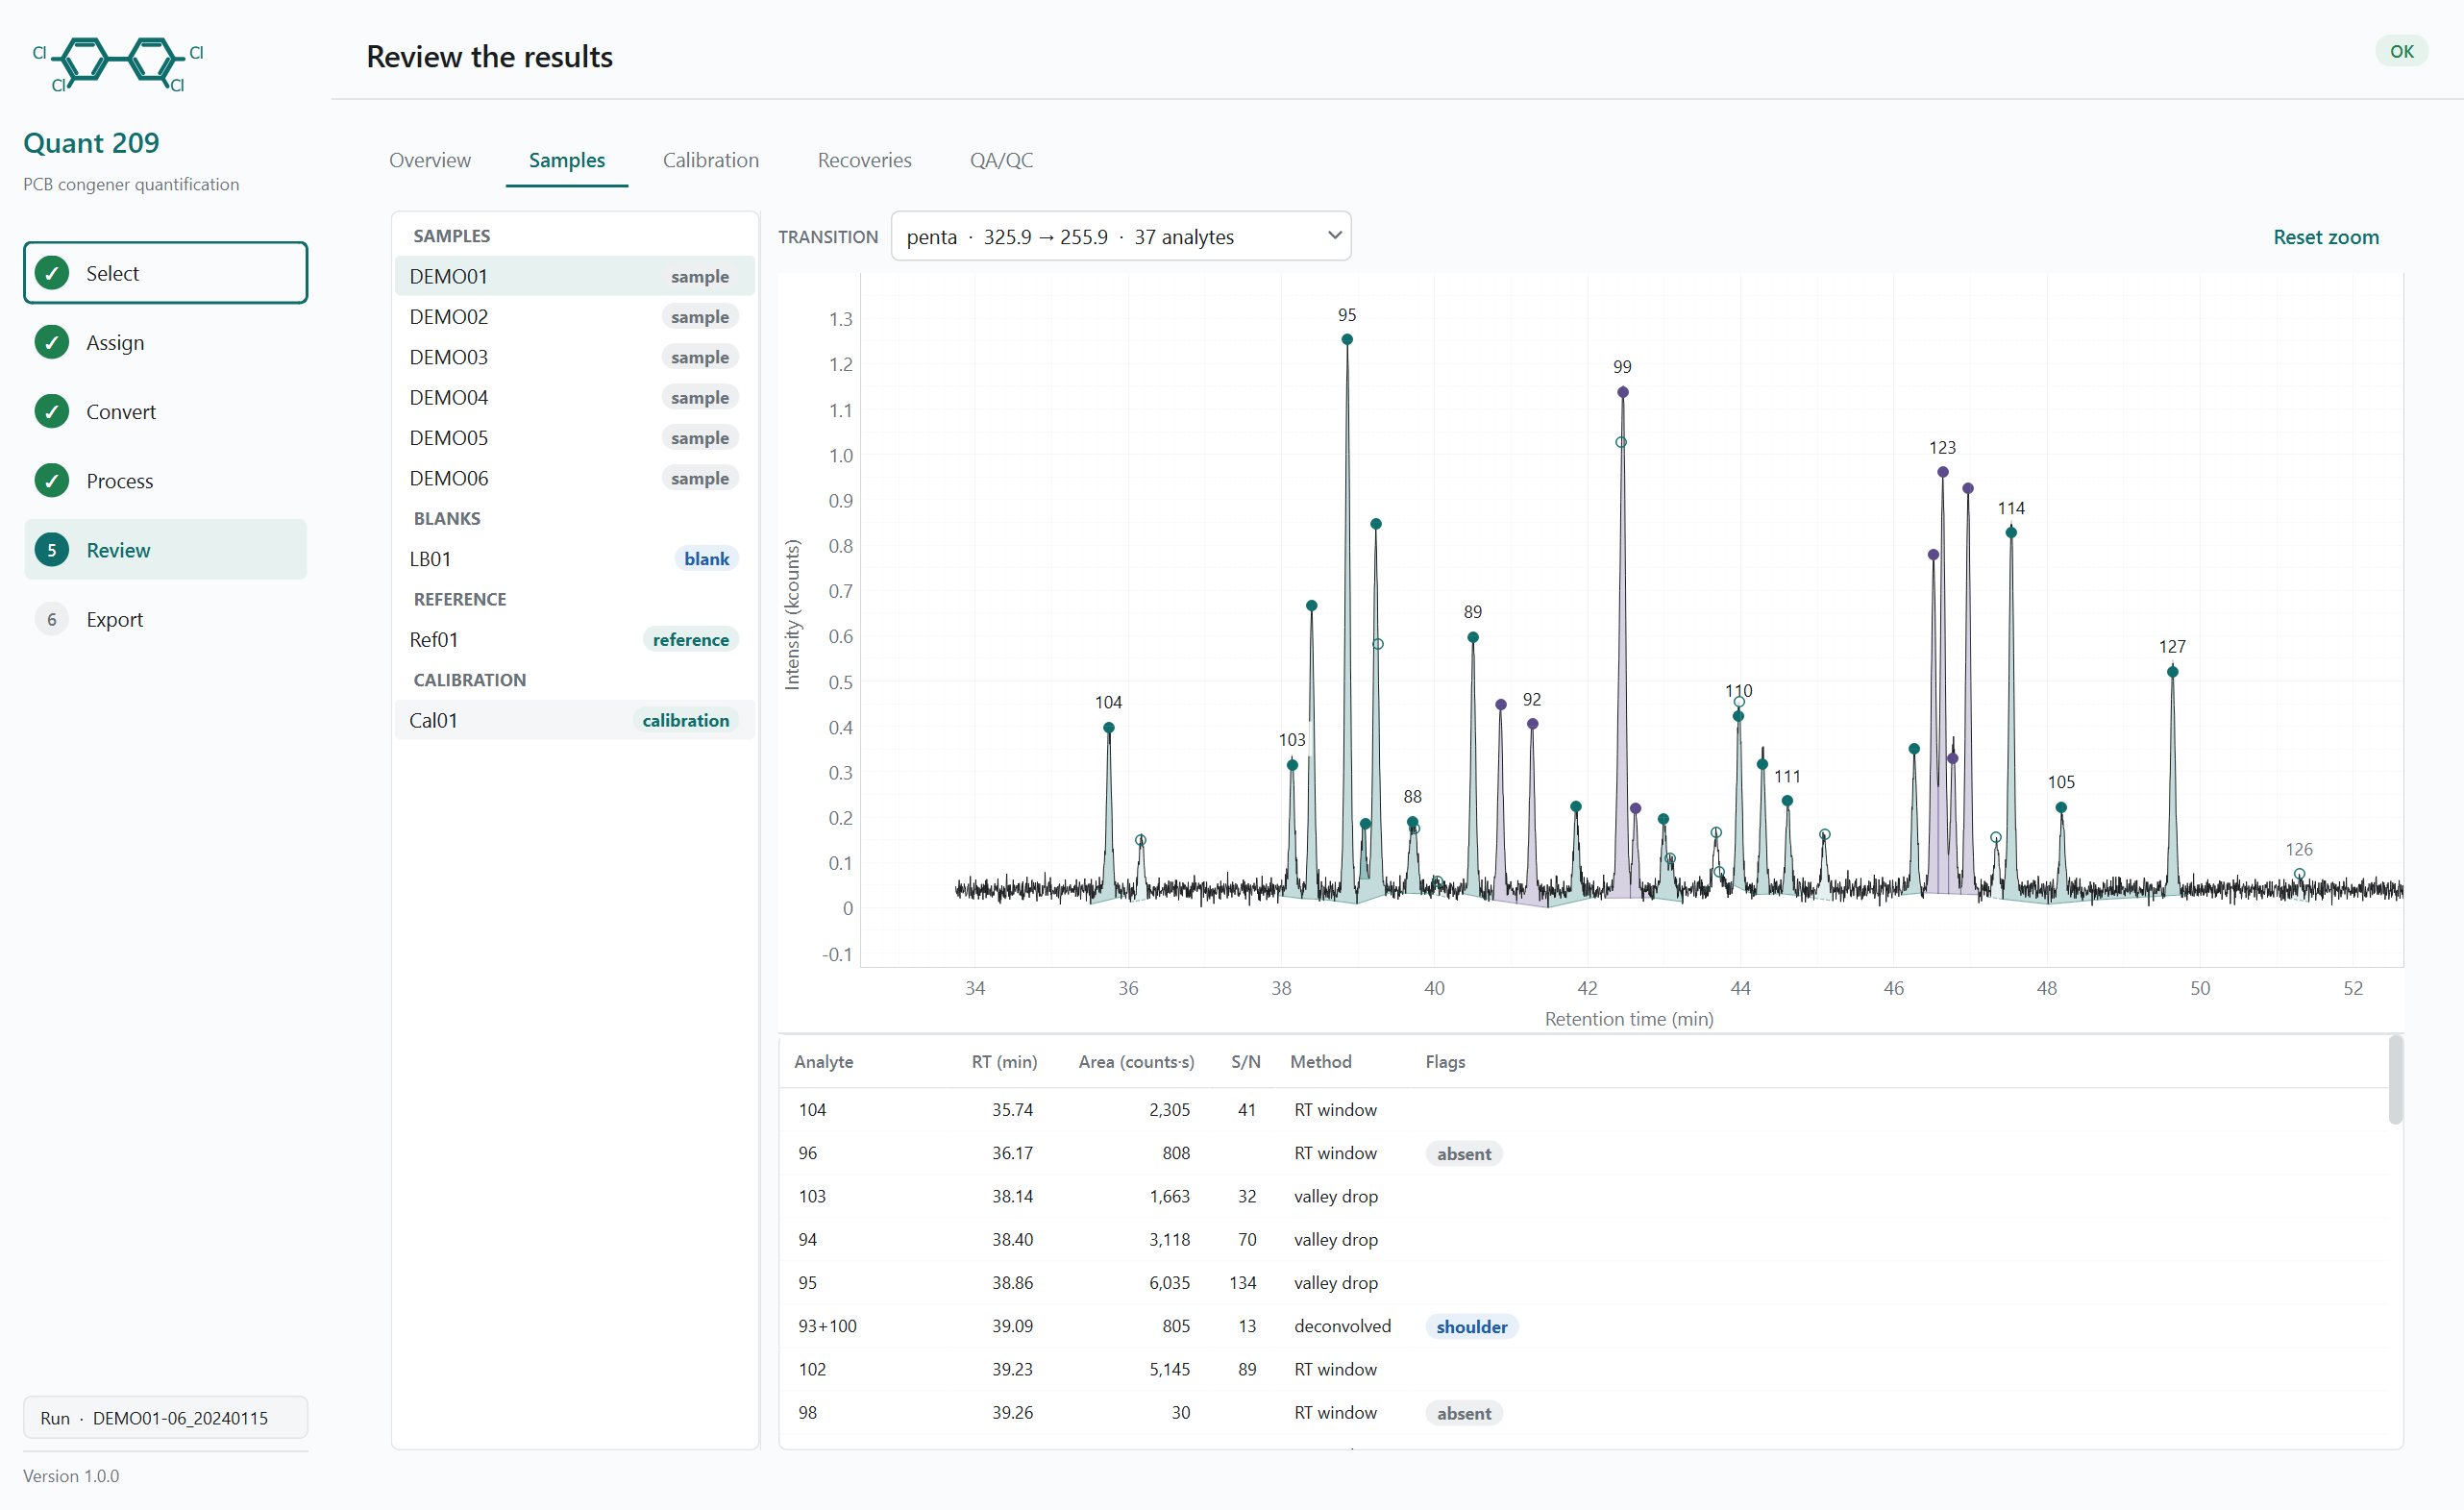 Cl
Cl
Cl
Cl
Quant 209
PCB congener quantification
✓ Select
✓ Assign
✓ Convert
✓ Process
5 Review
6 Export
Run · DEMO01-06_20240115
Version 1.0.0
Review the results
OK
Overview Samples Calibration Recoveries QA/QC
SAMPLES
DEMO01 sample
DEMO02 sample
DEMO03 sample
DEMO04 sample
DEMO05 sample
DEMO06 sample
BLANKS
LB01 blank
REFERENCE
Ref01 reference
CALIBRATION
Cal01 calibration
TRANSITION penta · 325.9 → 255.9 · 37 analytes
Reset zoom
Intensity (kcounts)
1.3
1.2
1.1
1.0
0.9
0.8
0.7
0.6
0.5
0.4
0.3
0.2
0.1
0
-0.1
104
103
95
88
89
92
99
110
111
123
114
105
127
126
34 36 38 40 42 44 46 48 50 52
Retention time (min)
Analyte RT (min) Area (counts·s) S/N Method Flags
104 35.74 2,305 41 RT window
96 36.17 808 RT window absent
103 38.14 1,663 32 valley drop
94 38.40 3,118 70 valley drop
95 38.86 6,035 134 valley drop
93+100 39.09 805 13 deconvolved shoulder
102 39.23 5,145 89 RT window
98 39.26 30 RT window absent